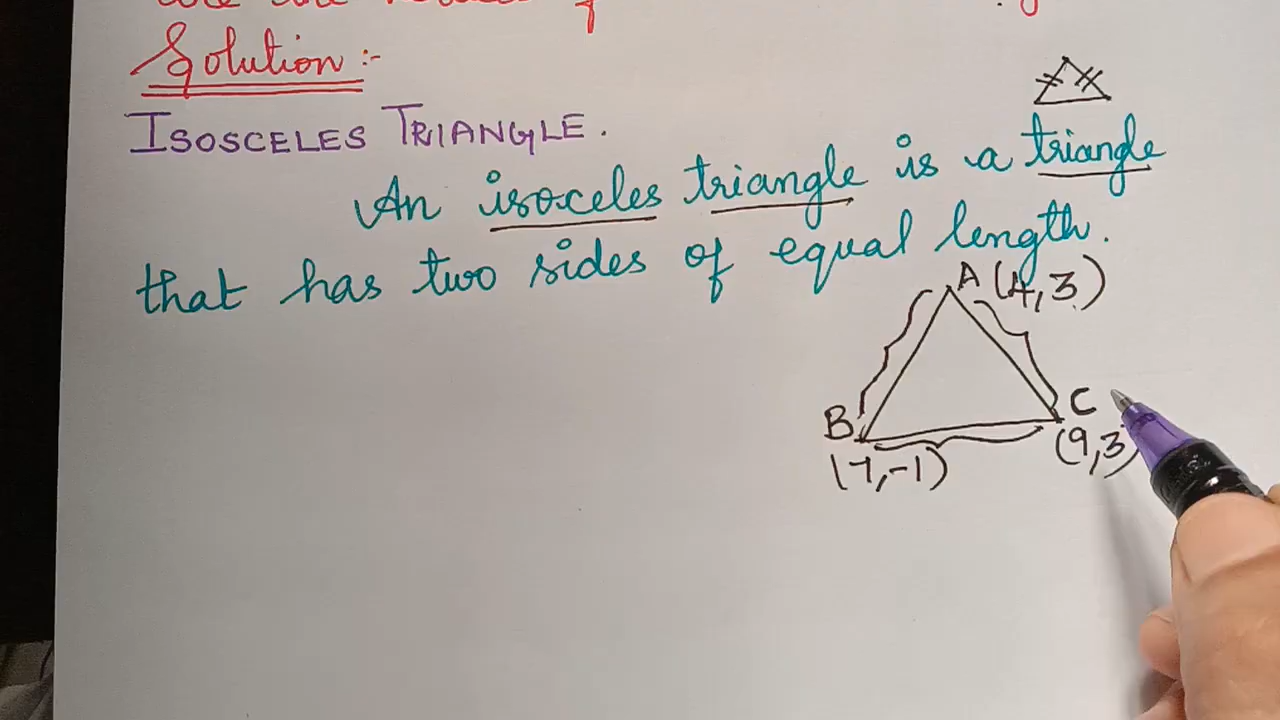 Solution :-
ISOSCELES TRIANGLE.
An isoceles triangle is a triangle
that has two sides of equal length.
A (4,3)
B
C
(7,-1)
(9,3)